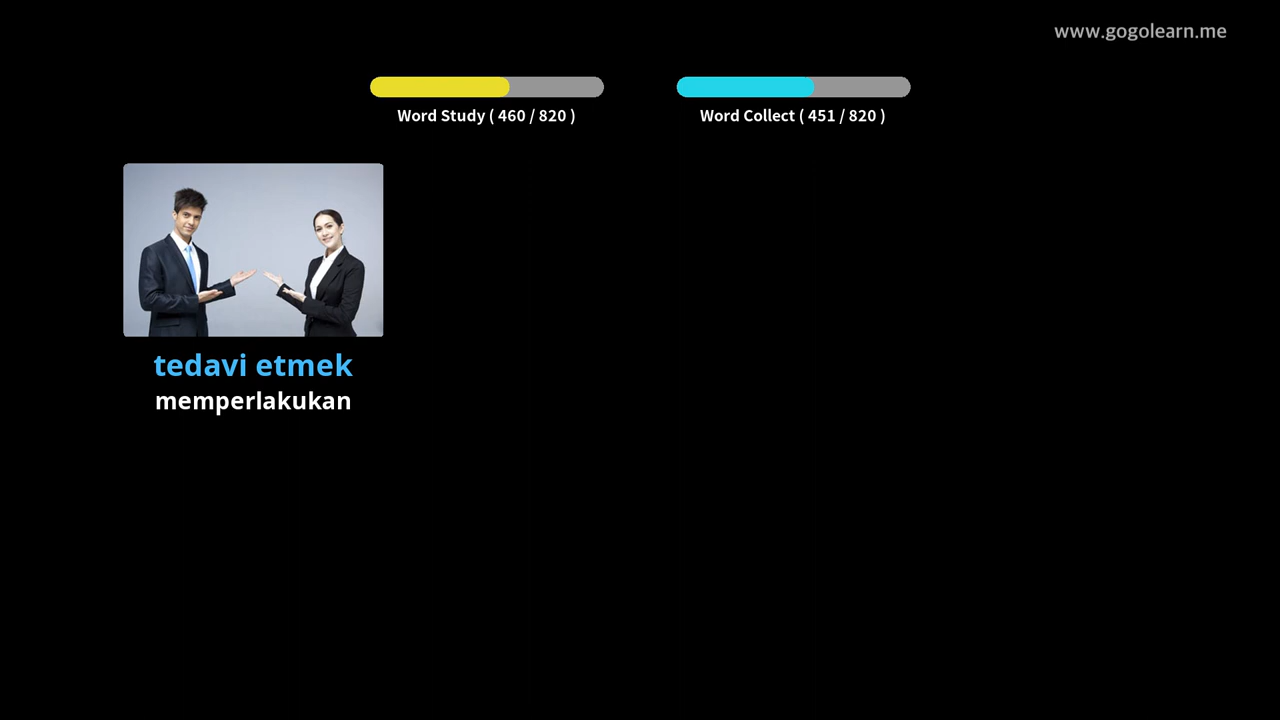 www.gogolearn.me
Word Study ( 460 / 820 )
Word Collect ( 451 / 820 )
tedavi etmek
memperlakukan